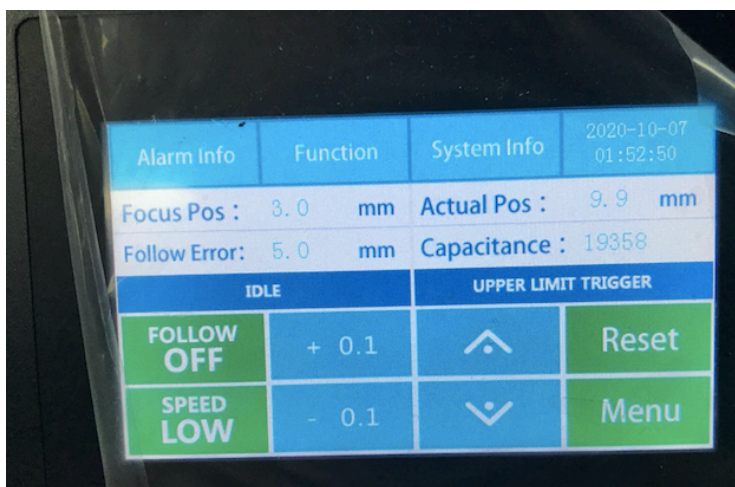 Alarm Info Function System Info 2020-10-07
01:52:50
Focus Pos : 3.0 mm Actual Pos : 9.9 mm
Follow Error: 5.0 mm Capacitance : 19358
IDLE UPPER LIMIT TRIGGER
FOLLOW
OFF + 0.1 Reset
SPEED
LOW - 0.1 Menu